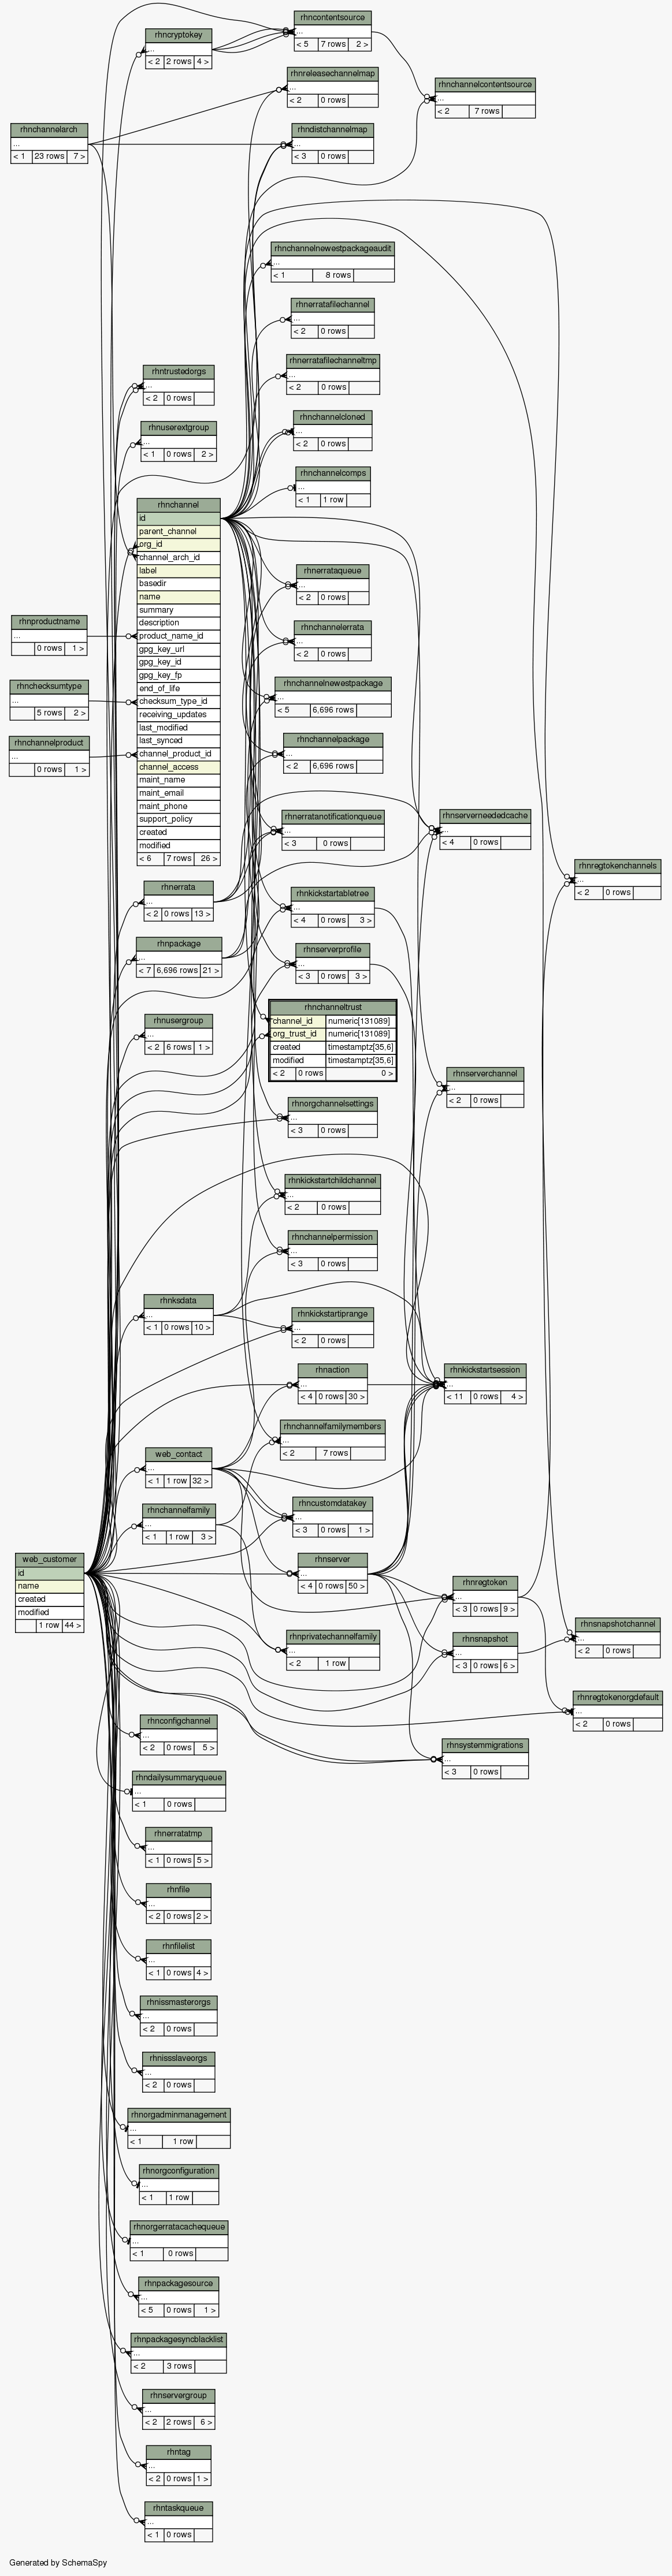 rhncontentsource
...
< 5 7 rows 2 >
rhncryptokey
...
< 2 2 rows 4 >
rhnreleasechannelmap
...
< 2 0 rows
rhnchannelcontentsource
...
< 2 7 rows
rhnchannelarch
...
< 1 23 rows 7 >
rhndistchannelmap
...
< 3 0 rows
rhnchannelnewestpackageaudit
...
< 1 8 rows
rhnerratafilechannel
...
< 2 0 rows
rhnerratafilechanneltmp
...
< 2 0 rows
rhntrustedorgs
...
< 2 0 rows
rhnchannelcloned
...
< 2 0 rows
rhnuserextgroup
...
< 1 0 rows 2 >
rhnchannelcomps
...
< 1 1 row
rhnchannel
id
parent_channel
org_id
channel_arch_id
label
basedir
name
summary
description
product_name_id
gpg_key_url
gpg_key_id
gpg_key_fp
end_of_life
checksum_type_id
receiving_updates
last_modified
last_synced
channel_product_id
channel_access
maint_name
maint_email
maint_phone
support_policy
created
modified
< 6 7 rows 26 >
rhnerrataqueue
...
< 2 0 rows
rhnproductname
...
0 rows 1 >
rhnchannelerrata
...
< 2 0 rows
rhnchecksumtype
...
5 rows 2 >
rhnchannelnewestpackage
...
< 5 6,696 rows
rhnchannelproduct
...
0 rows 1 >
rhnchannelpackage
...
< 2 6,696 rows
rhnerratanotificationqueue
...
< 3 0 rows
rhnserverneededcache
...
< 4 0 rows
rhnregtokenchannels
...
< 2 0 rows
rhnerrata
...
< 2 0 rows 13 >
rhnkickstartabletree
...
< 4 0 rows 3 >
rhnpackage
...
< 7 6,696 rows 21 >
rhnserverprofile
...
< 3 0 rows 3 >
rhnchanneltrust
channel_id numeric[131089]
org_trust_id numeric[131089]
created timestamptz[35,6]
modified timestamptz[35,6]
< 2 0 rows 0 >
rhnusergroup
...
< 2 6 rows 1 >
rhnserverchannel
...
< 2 0 rows
rhnorgchannelsettings
...
< 3 0 rows
rhnkickstartchildchannel
...
< 2 0 rows
rhnchannelpermission
...
< 3 0 rows
rhnksdata
...
< 1 0 rows 10 >
rhnkickstartiprange
...
< 2 0 rows
rhnaction
...
< 4 0 rows 30 >
rhnkickstartsession
...
< 11 0 rows 4 >
rhnchannelfamilymembers
...
< 2 7 rows
web_contact
...
< 1 1 row 32 >
rhncustomdatakey
...
< 3 0 rows 1 >
rhnchannelfamily
...
< 1 1 row 3 >
web_customer
id
name
created
modified
1 row 44 >
rhnserver
...
< 4 0 rows 50 >
rhnregtoken
...
< 3 0 rows 9 >
rhnsnapshotchannel
...
< 2 0 rows
rhnprivatechannelfamily
...
< 2 1 row
rhnsnapshot
...
< 3 0 rows 6 >
rhnregtokenorgdefault
...
< 2 0 rows
rhnconfigchannel
...
< 2 0 rows 5 >
rhnsystemmigrations
...
< 3 0 rows
rhndailysummaryqueue
...
< 1 0 rows
rhnerratatmp
...
< 1 0 rows 5 >
rhnfile
...
< 2 0 rows 2 >
rhnfilelist
...
< 1 0 rows 4 >
rhnissmasterorgs
...
< 2 0 rows
rhnissslaveorgs
...
< 2 0 rows
rhnorgadminmanagement
...
< 1 1 row
rhnorgconfiguration
...
< 1 1 row
rhnorgerratacachequeue
...
< 1 0 rows
rhnpackagesource
...
< 5 0 rows 1 >
rhnpackagesyncblacklist
...
< 2 3 rows
rhnservergroup
...
< 2 2 rows 6 >
rhntag
...
< 2 0 rows 1 >
rhntaskqueue
...
< 1 0 rows
Generated by SchemaSpy